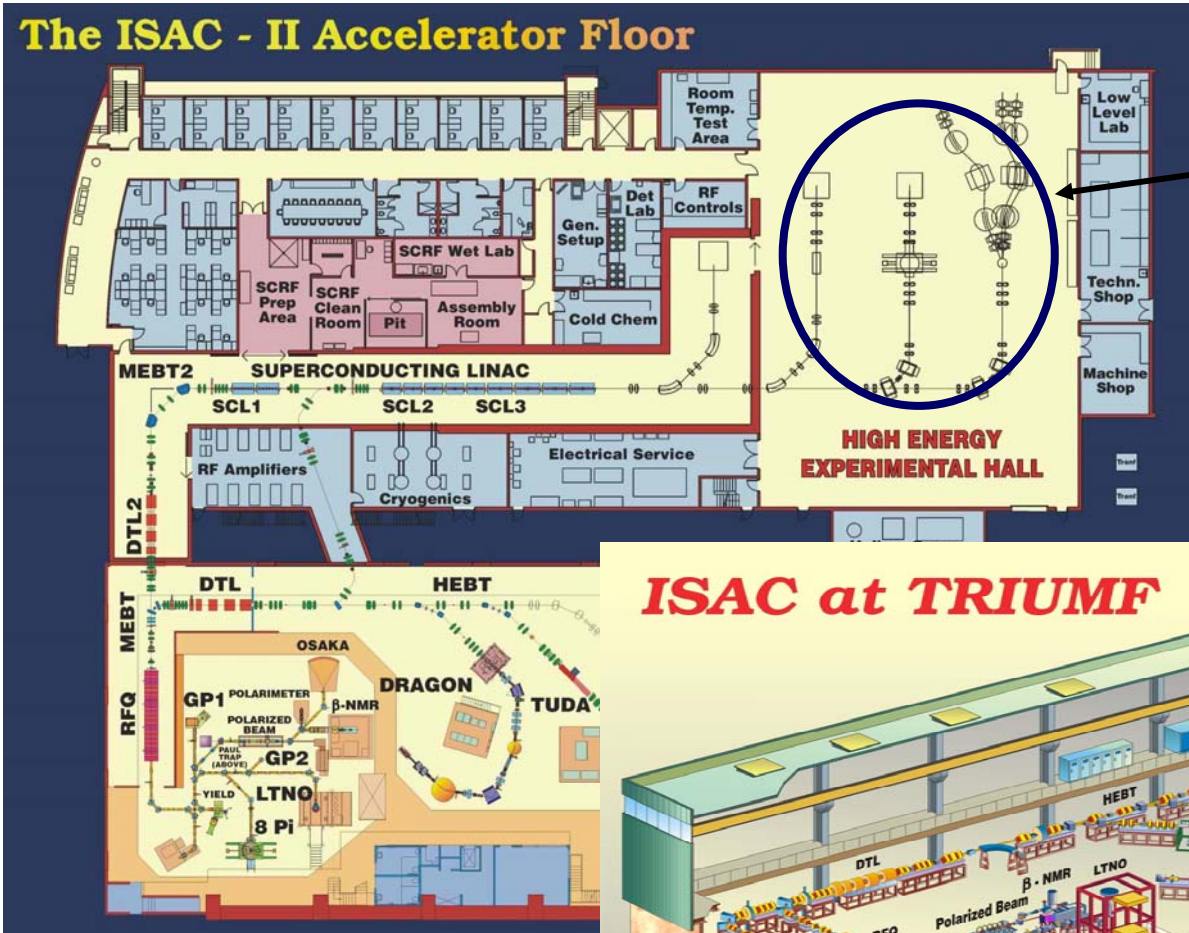 The ISAC - II Accelerator Floor
Room
Temp.
Test
Area
Low
Level
Lab
RF
Controls
Det
Lab
Gen.
Setup
SCRF Wet Lab
SCRF
Prep
Area
SCRF
Clean
Room
Pit
Assembly
Room
Cold Chem
Techn.
Shop
Machine
Shop
MEBT2
SUPERCONDUCTING LINAC
SCL1
SCL2
SCL3
HIGH ENERGY
EXPERIMENTAL HALL
RF Amplifiers
Cryogenics
Electrical Service
Tranf
Tranf
DTL2
DTL
HEBT
MEBT
RFQ
OSAKA
GP1
POLARIMETER
β-NMR
POLARIZED
BEAM
PAUL
TRAP
(ABOVE)
GP2
YIELD
LTNO
8 Pi
DRAGON
TUDA
ISAC at TRIUMF
HEBT
DTL
β - NMR
LTNO
Polarized Beam